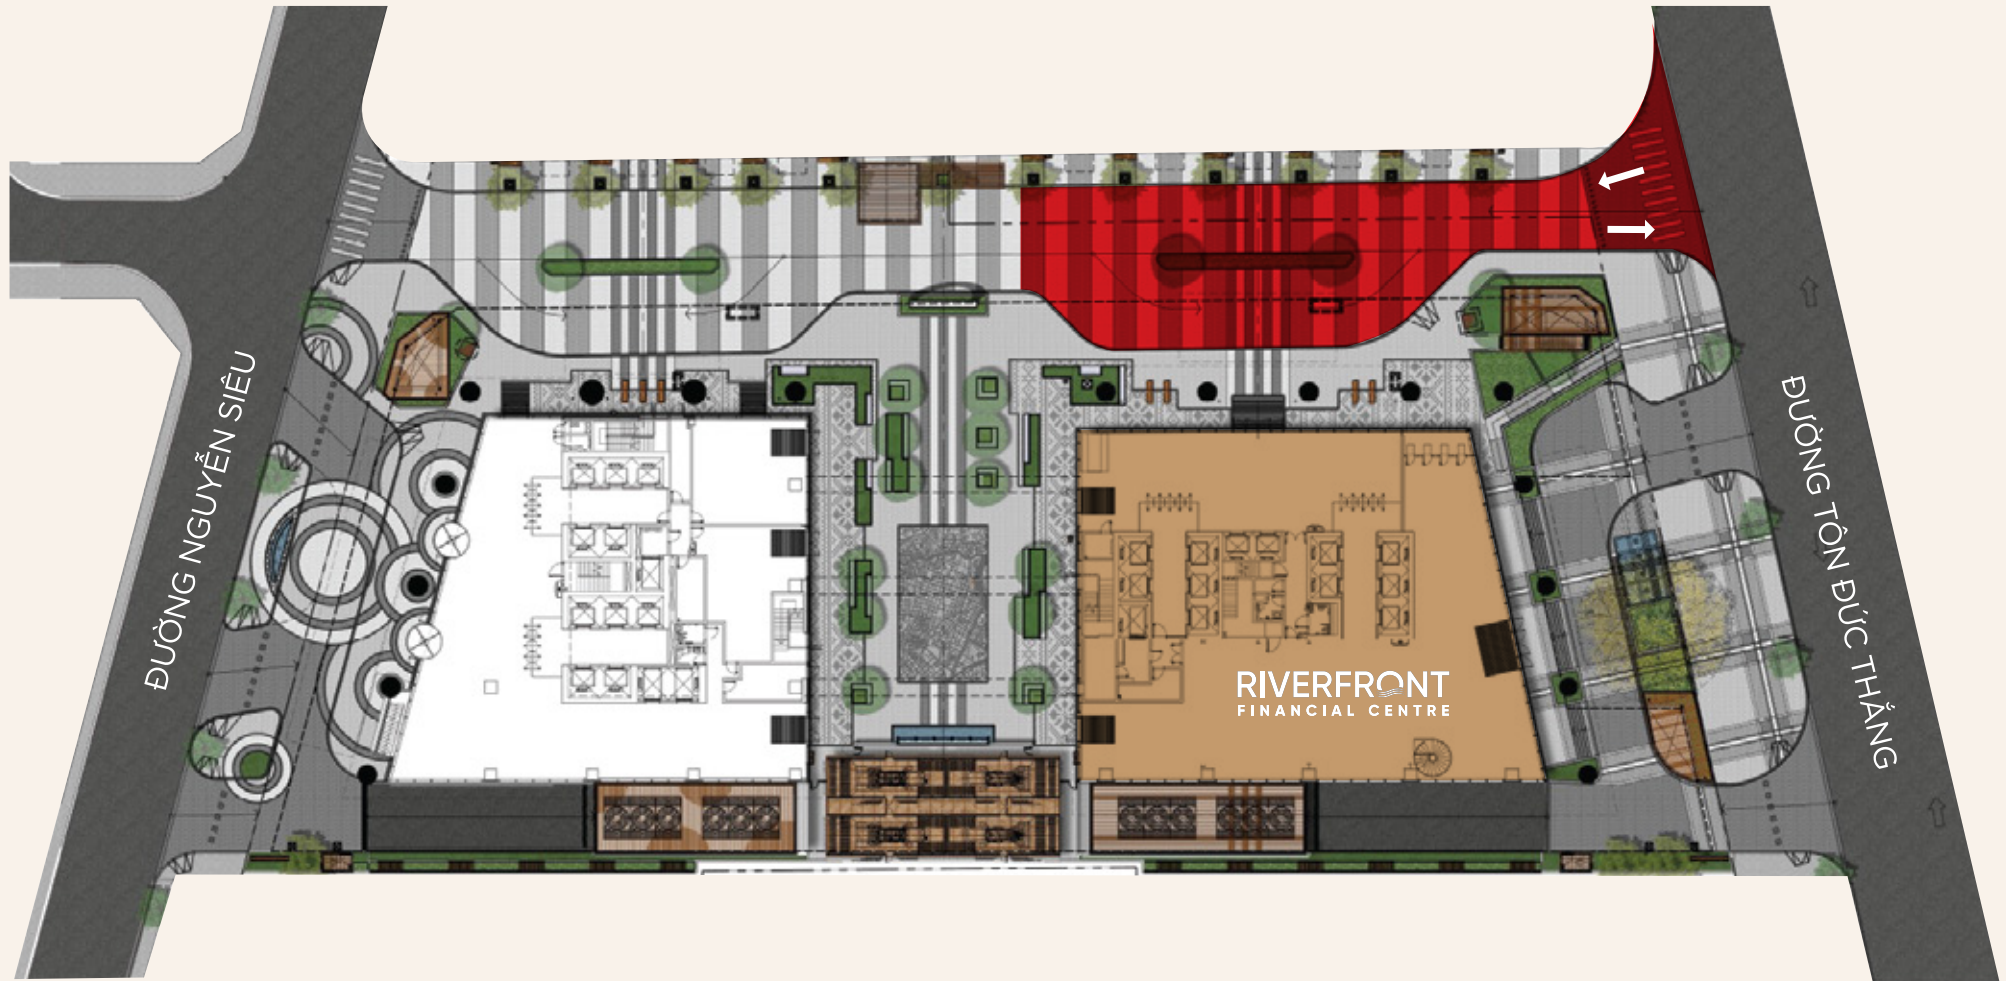 ĐƯỜNG NGUYỄN SIÊU
ĐƯỜNG TÔN ĐỨC THẮNG
RIVERFRONT
FINANCIAL CENTRE